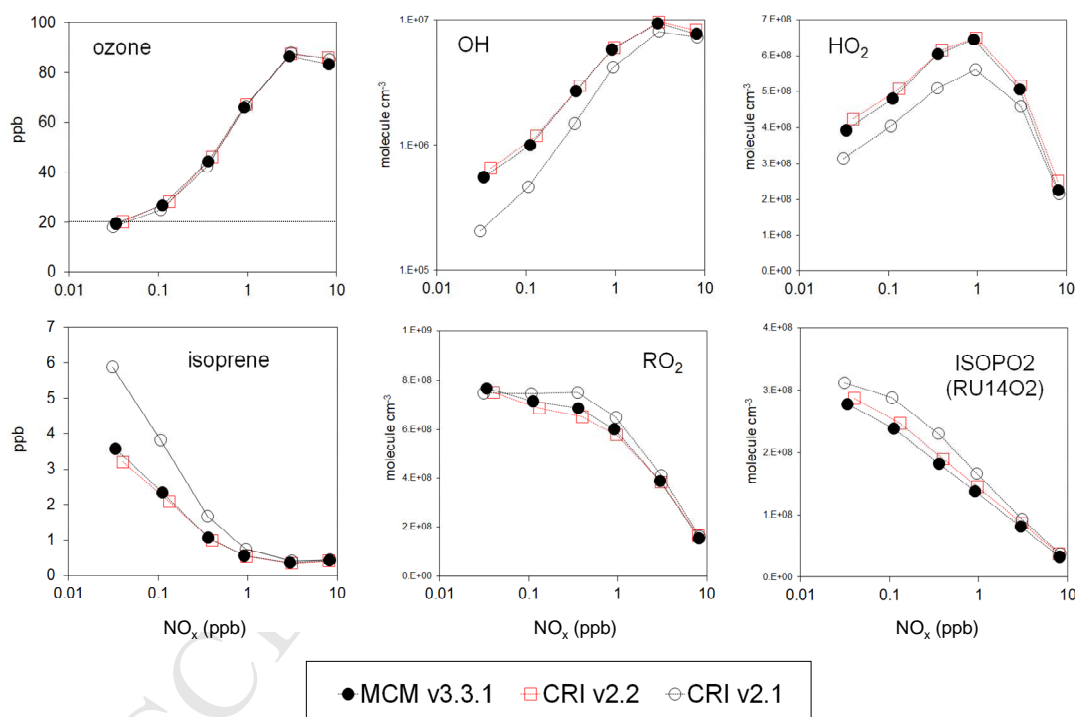 ozone
ppb
100
80
60
40
20
0
0.01 0.1 1 10
OH
molecule cm-3
1.E+07
1.E+06
1.E+05
0.01 0.1 1 10
HO2
molecule cm-3
7.E+08
6.E+08
5.E+08
4.E+08
3.E+08
2.E+08
1.E+08
0.E+00
0.01 0.1 1 10
isoprene
ppb
7
6
5
4
3
2
1
0
0.01 0.1 1 10
NOx (ppb)
RO2
molecule cm-3
1.E+09
8.E+08
6.E+08
4.E+08
2.E+08
0.E+00
0.01 0.1 1 10
NOx (ppb)
ISOPO2
(RU14O2)
molecule cm-3
4.E+08
3.E+08
2.E+08
1.E+08
0.E+00
0.01 0.1 1 10
NOx (ppb)
MCM v3.3.1 CRI v2.2 CRI v2.1